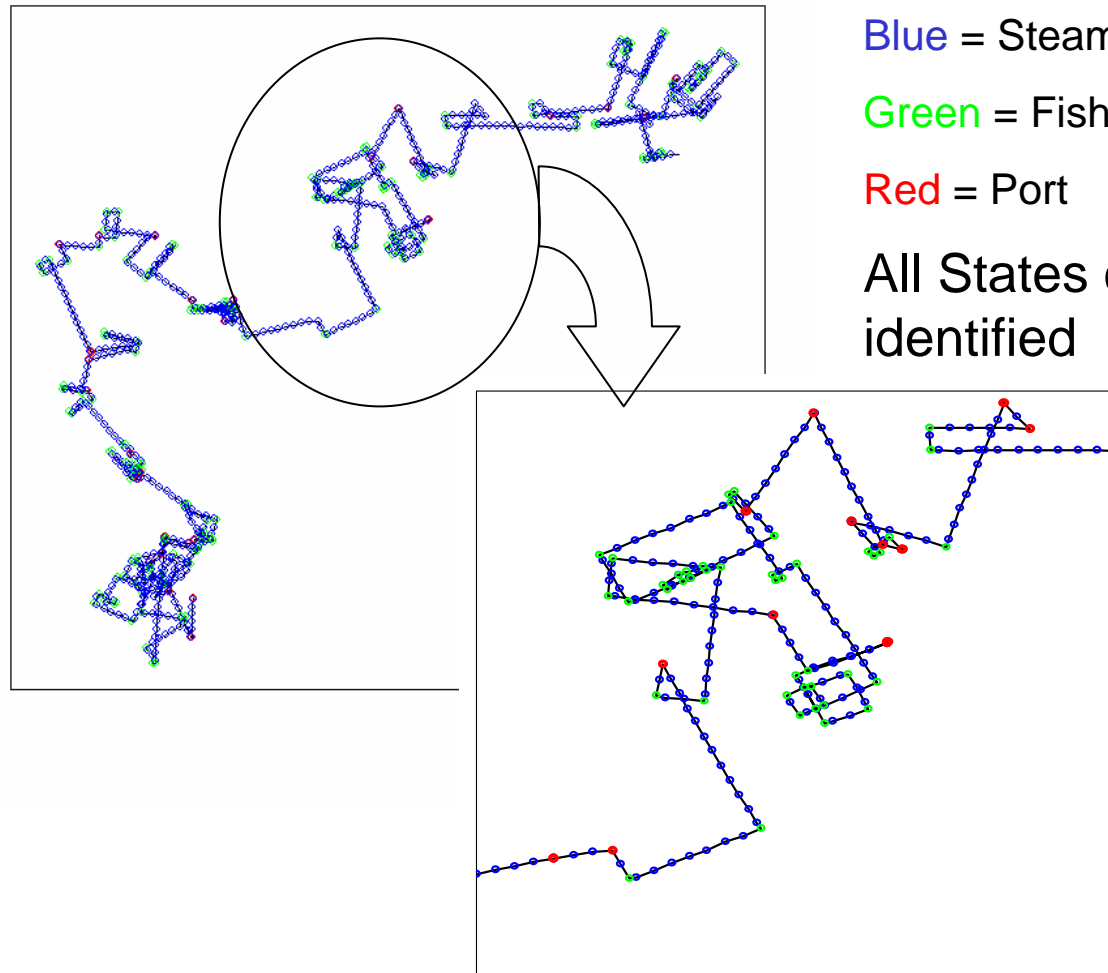 Blue = Steam
Green = Fish
Red = Port
All States
identified